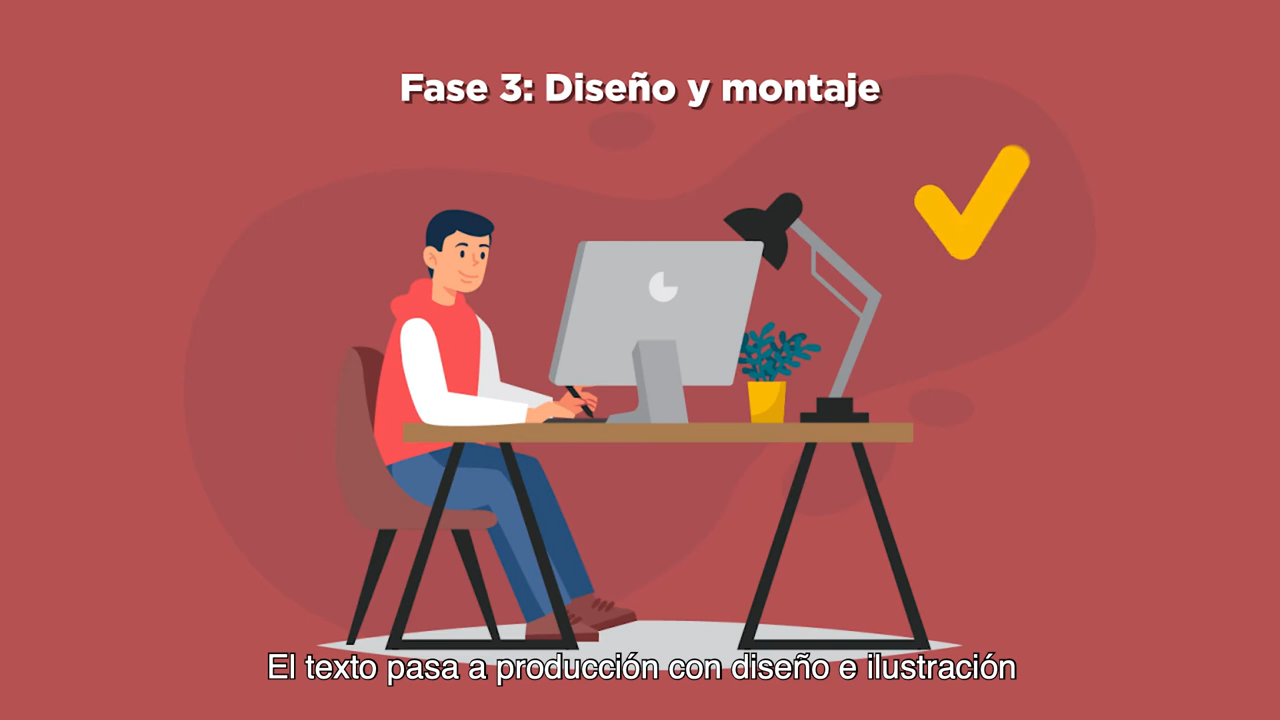 Fase 3: Diseño y montaje
El texto pasa a producción con diseño e ilustración